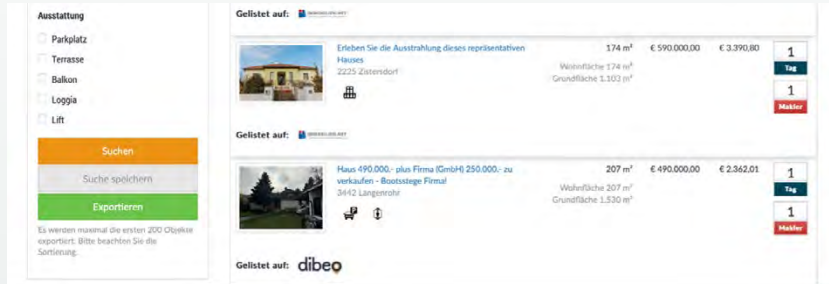 Ausstattung
Parkplatz
Terrasse
Balkon
Loggia
Lift
Suchen
Suche speichern
Exportieren
Es werden maximal die ersten 200 Objekte
exportiert. Bitte beachten Sie die
Sortierung.
Gelistet auf:
Erleben Sie die Ausstrahlung dieses repräsentativen
Hauses
2225 Zistersdorf
174 m²
Wohnfläche 174 m²
Grundfläche 1.103 m²
€ 590.000,00
€ 3.390,80
1
Tag
1
Makler
Gelistet auf:
Haus 490.000,- plus Firma (GmbH) 250.000,- zu
verkaufen - Bootsstege Firma!
3442 Langenrohr
207 m²
Wohnfläche 207 m²
Grundfläche 1.530 m²
€ 490.000,00
€ 2.362,01
1
Tag
1
Makler
Gelistet auf: dibeo